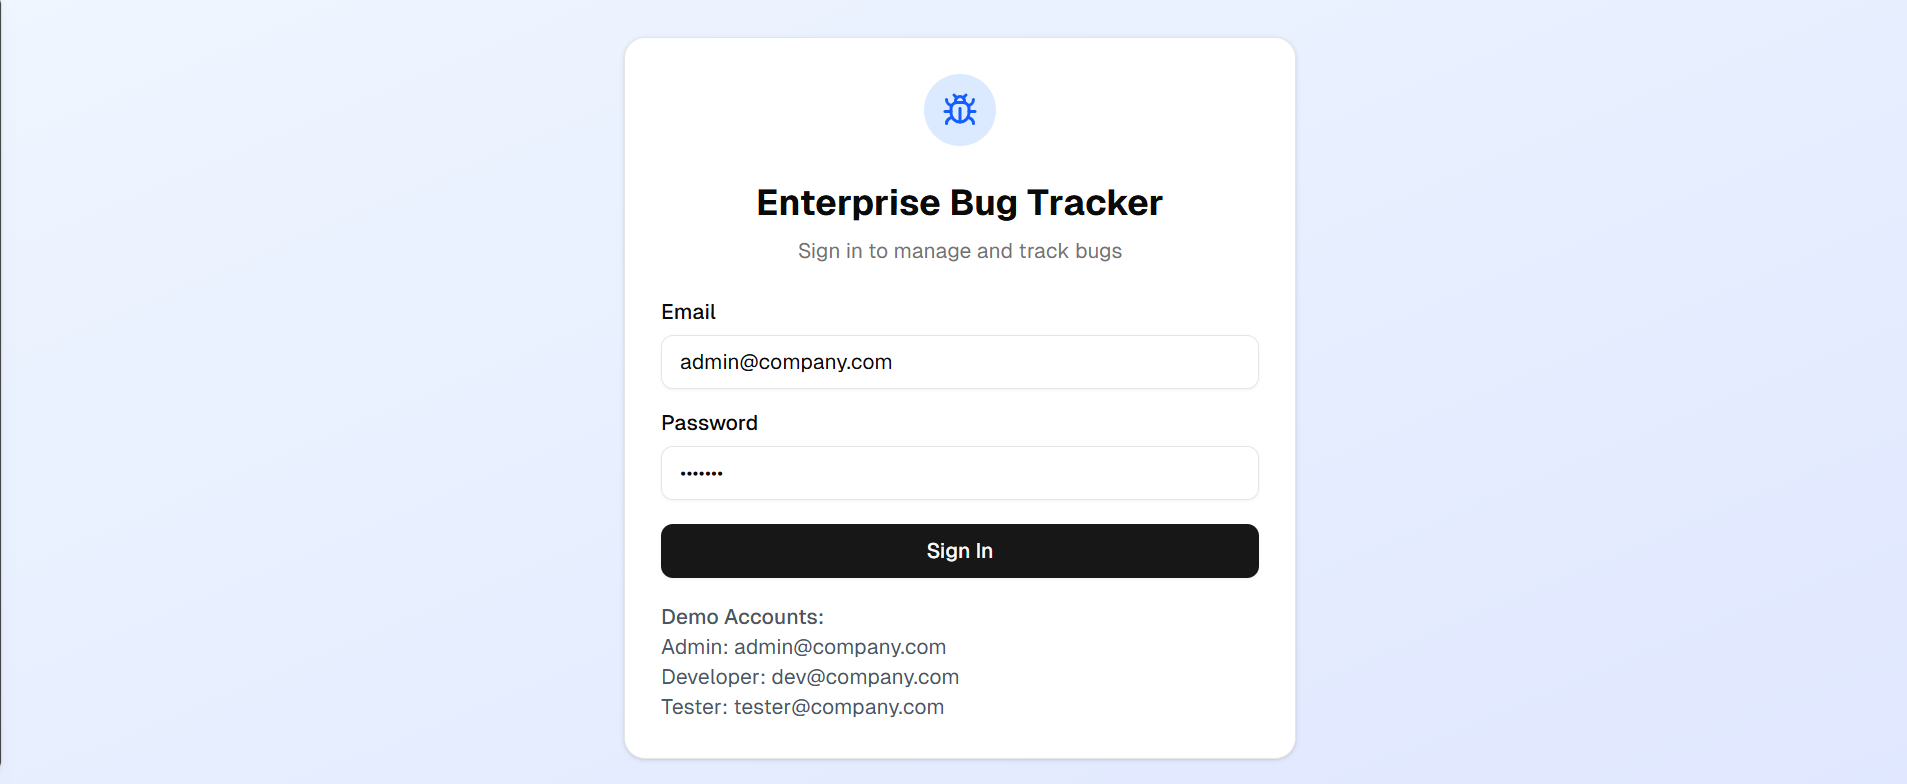 Enterprise Bug Tracker
Sign in to manage and track bugs
Email
admin@company.com
Password
•••••••
Sign In
Demo Accounts:
Admin: admin@company.com
Developer: dev@company.com
Tester: tester@company.com